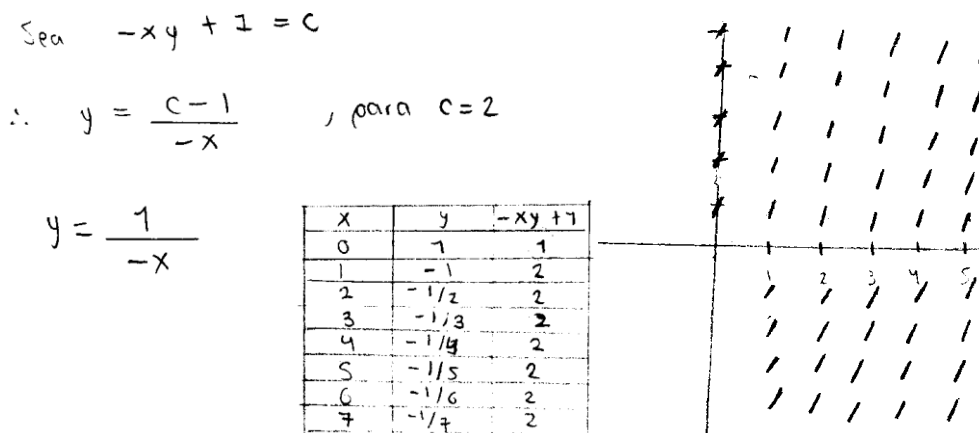 Sea -xy + 1 = c
∴ y = c - 1 / -x , para c = 2
y = 1 / -x
x y -xy + 1
0 1 1
1 -1 2
2 -1/2 2
3 -1/3 2
4 -1/4 2
5 -1/5 2
6 -1/6 2
7 -1/7 2
1 2 3 4 5